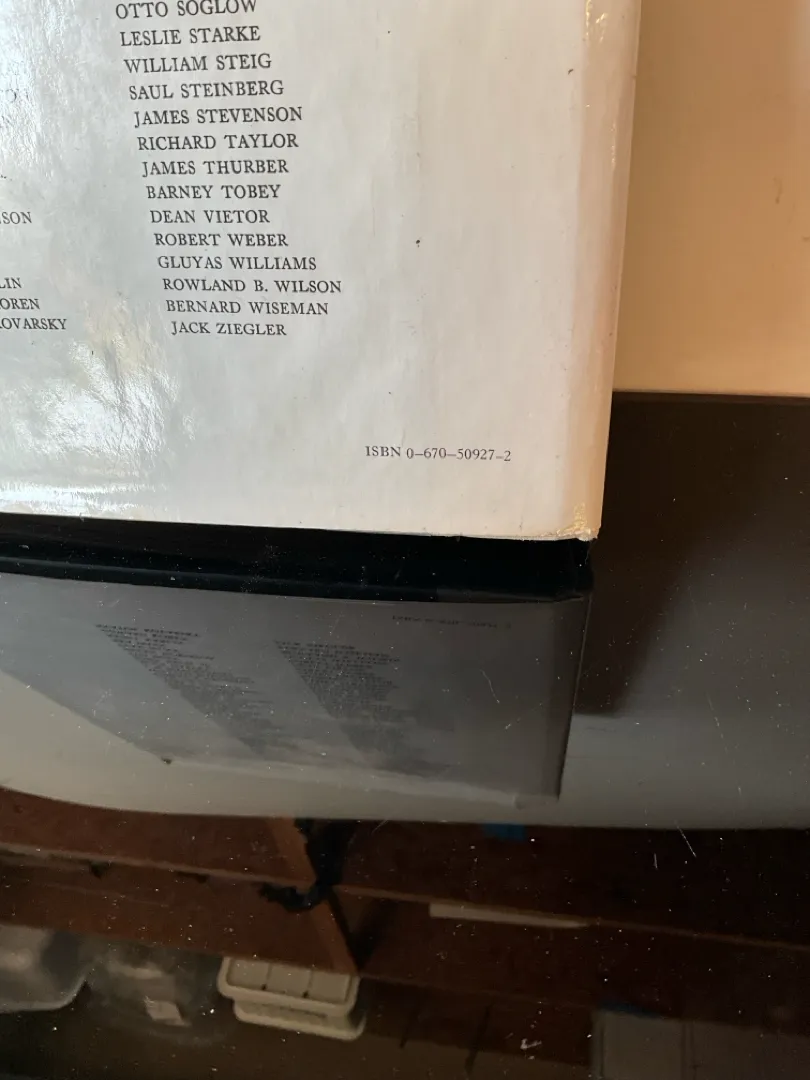 SON
LIN
OREN
OVARSKY
OTTO SOGLOW
LESLIE STARKE
WILLIAM STEIG
SAUL STEINBERG
JAMES STEVENSON
RICHARD TAYLOR
JAMES THURBER
BARNEY TOBEY
DEAN VIETOR
ROBERT WEBER
GLUYAS WILLIAMS
ROWLAND B. WILSON
BERNARD WISEMAN
JACK ZIEGLER
ISBN 0-670-50927-2